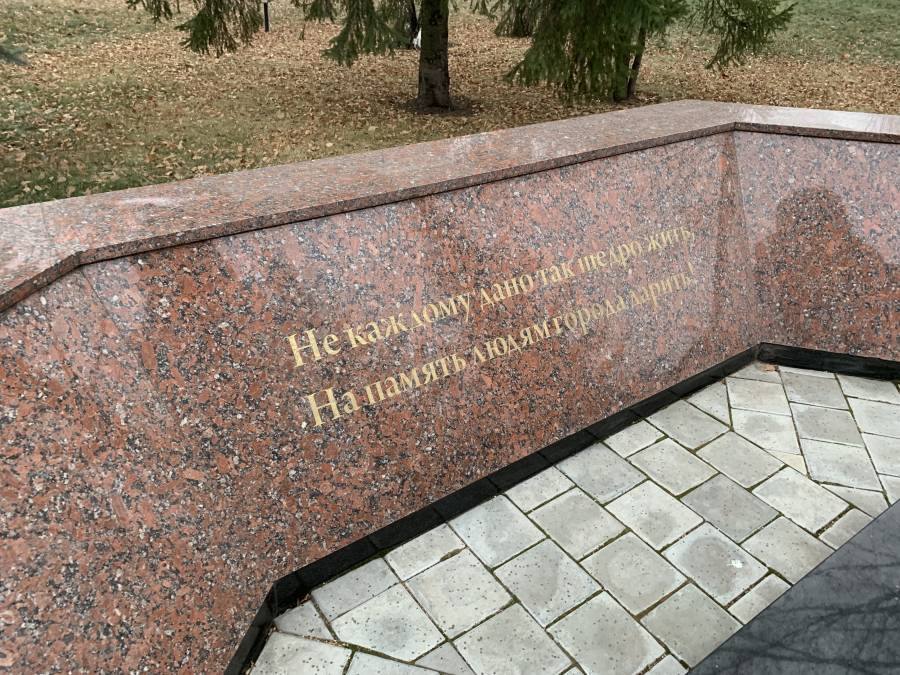 Не каждому дано так щедро жить,
На память людям города дарить!